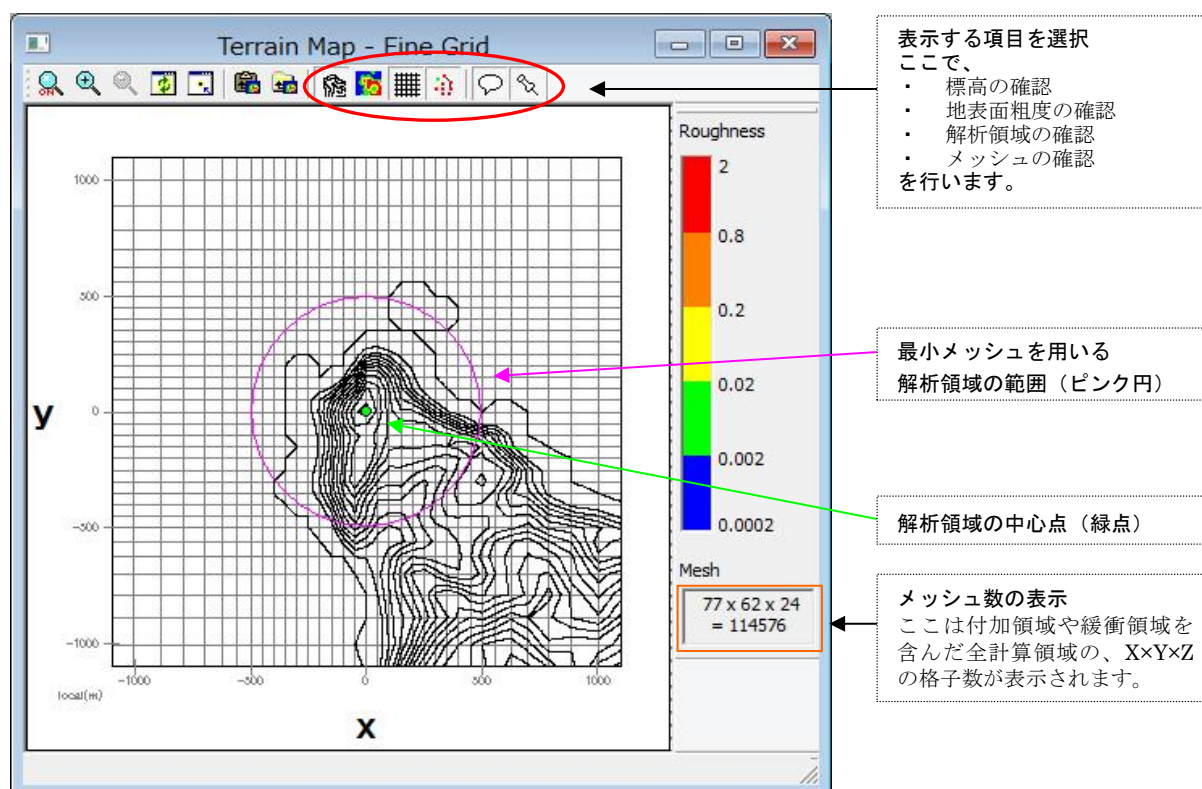 Terrain Map - Fine Grid
ON
Roughness
2
0.8
0.2
0.02
0.002
0.0002
Mesh
77 x 62 x 24
= 114576
1000
500
0
-500
-1000
y
local(m)
-1000
-500
0
500
1000
x
表示する項目を選択
ここで、
・ 標高の確認
・ 地表面粗度の確認
・ 解析領域の確認
・ メッシュの確認
を行います。
最小メッシュを用いる
解析領域の範囲（ピンク円）
解析領域の中心点（緑点）
メッシュ数の表示
ここは付加領域や緩衝領域を
含んだ全計算領域の、X×Y×Z
の格子数が表示されます。